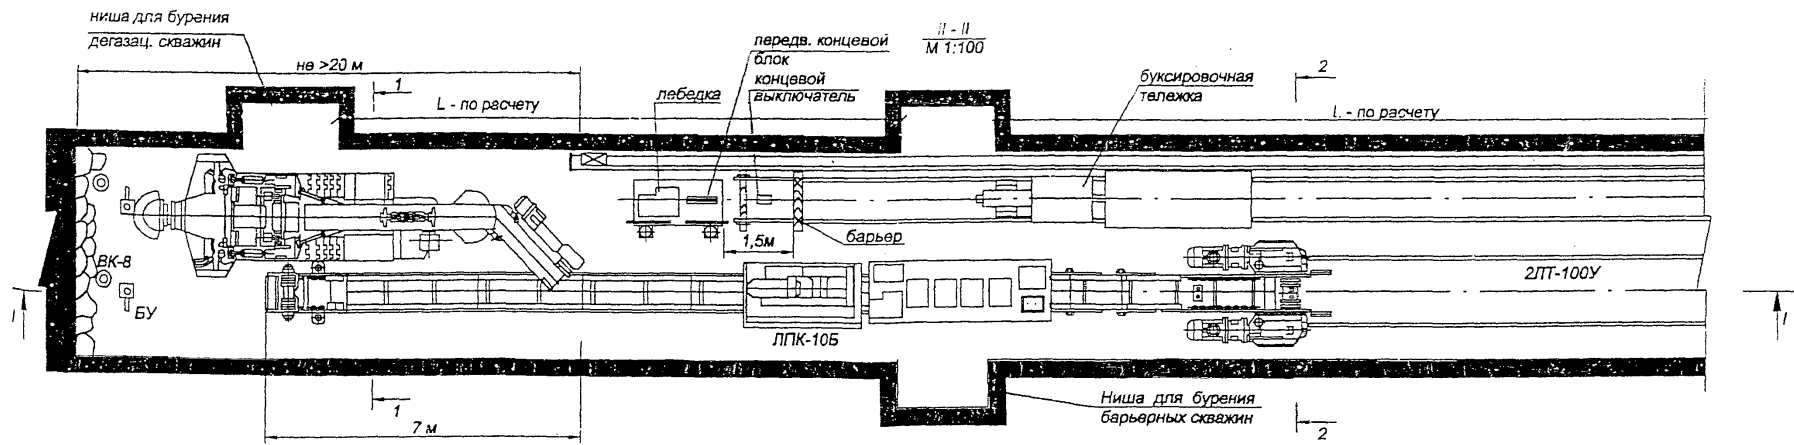 ниша для бурения
дегазац. скважин
не >20 м
1
L - по расчету
лебедка
передв. концевой
блок
концевой
выключатель
II - II
М 1:100
буксировочная
тележка
2
L - по расчету
1,5м
барьер
ВК-8
БУ
I
ЛПК-10Б
2ЛТ-100У
I
1
7 м
Ниша для бурения
барьерных скважин
2